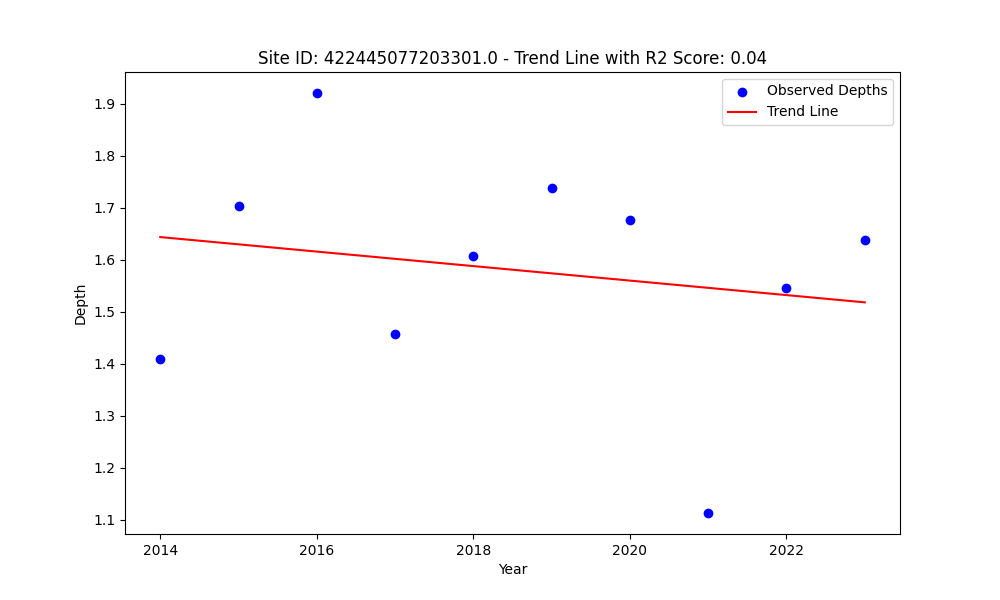 Site ID: 422445077203301.0 - Trend Line with R2 Score: 0.04
Observed Depths
Trend Line
1.9
1.8
1.7
1.6
1.5
1.4
1.3
1.2
1.1
Depth
2014 2016 2018 2020 2022
Year